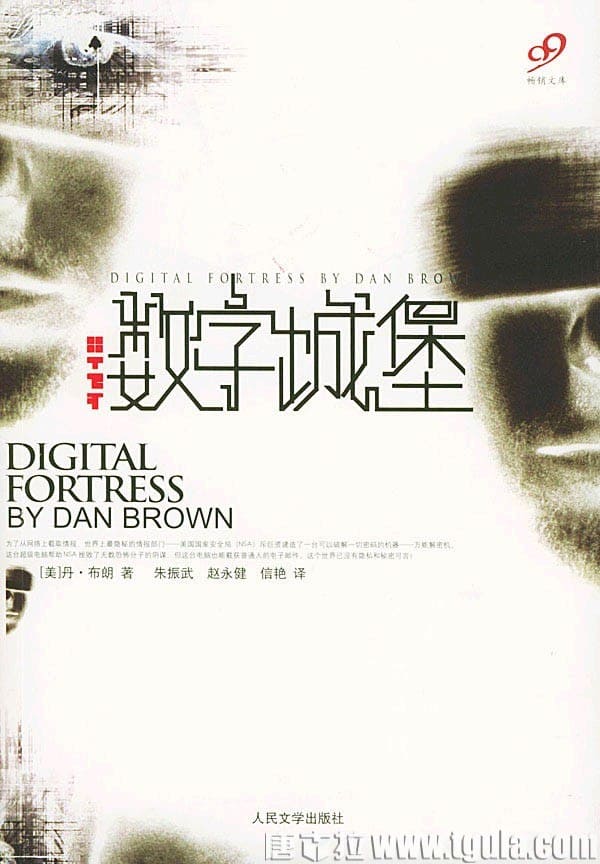 99
畅销文库
DIGITAL FORTRESS BY DAN BROWN
数字城堡
DIGITAL
FORTRESS
BY DAN BROWN
为了从网络上截取情报，世界上最隐秘的情报部门——美国国家安全局（NSA）斥巨资建造了一台可以破解一切密码的机器——万能解密机。
这台超级电脑帮助NSA挫败了无数恐怖分子的阴谋，但这台电脑也能截获普通人的电子邮件，这个世界已没有隐私和秘密可言！
[美]丹·布朗 著 朱振武 赵永健 信艳 译
人民文学出版社
唐古拉 www.tgula.com